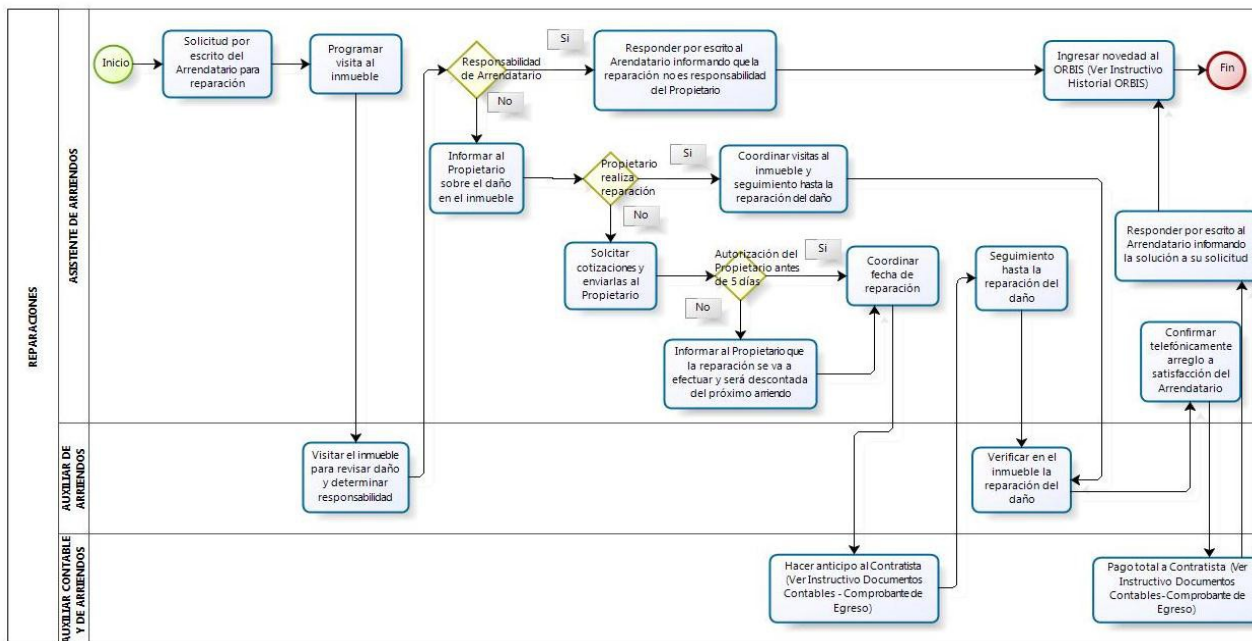 REPARACIONES
ASISTENTE DE ARRIENDOS
Inicio
Solicitud por
escrito del
Arrendatario para
reparación
Programar
visita al
inmueble
Responsabilidad
de Arrendatario
Si
No
Responder por escrito al
Arrendatario informando que la
reparación no es responsabilidad
del Propietario
Ingresar novedad al
ORBIS (Ver Instructivo
Historial ORBIS)
Fin
Informar al
Propietario
sobre el daño
en el inmueble
Propietario
realiza
reparación
Si
No
Coordinar visitas al
inmueble y
seguimiento hasta la
reparación del daño
Responder por escrito al
Arrendatario informando
la solución a su solicitud
Solcitar
cotizaciones y
enviarlas al
Propietario
Autorización del
Propietario antes
de 5 días
Si
No
Coordinar
fecha de
reparación
Seguimiento
hasta la
reparación del
daño
Informar al Propietario que
la reparación se va a
efectuar y será descontada
del próximo arriendo
Confirmar
telefónicamente
arreglo a
satisfacción del
Arrendatario
AUXILIAR DE
ARRIENDOS
Visitar el inmueble
para revisar daño
y determinar
responsabilidad
Verificar en el
inmueble la
reparación del
daño
AUXILIAR CONTABLE
Y DE ARRIENDOS
Hacer anticipo al Contratista
(Ver Instructivo Documentos
Contables - Comprobante de
Egreso)
Pago total a Contratista (Ver
Instructivo Documentos
Contables-Comprobante de
Egreso)